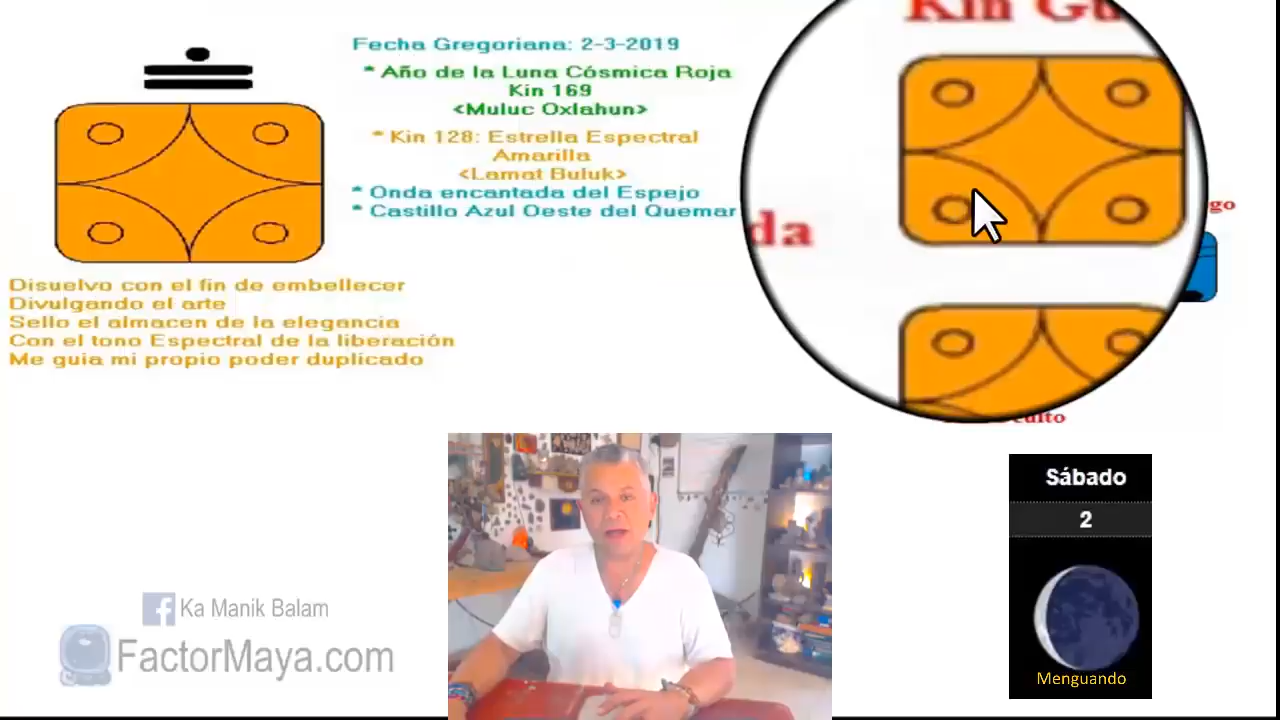 Fecha Gregoriana: 2-3-2019
* Año de la Luna Cósmica Roja
Kin 169
<Muluc Oxlahun>
* Kin 128: Estrella Espectral
Amarilla
<Lamat Buluk>
* Onda encantada del Espejo
* Castillo Azul Oeste del Quemar
Disuelvo con el fin de embellecer
Divulgando el arte
Sello el almacen de la elegancia
Con el tono Espectral de la liberación
Me guia mi propio poder duplicado
Kin
Sábado
2
Menguando
Ka Manik Balam
FactorMaya.com